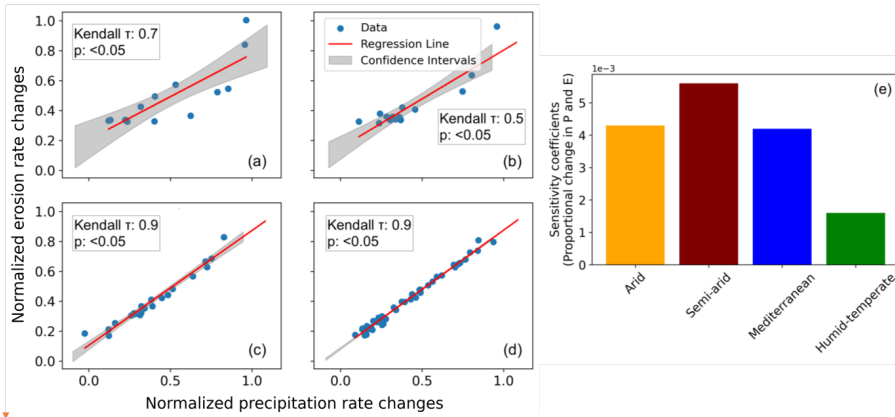 Normalized erosion rate changes
1.0
0.8
0.6
0.4
0.2
0.0
Kendall τ: 0.7
p: <0.05
(a)
Data
Regression Line
Confidence Intervals
Kendall τ: 0.5
p: <0.05
(b)
1.0
0.8
0.6
0.4
0.2
0.0
Kendall τ: 0.9
p: <0.05
(c)
0.0 0.5 1.0
Kendall τ: 0.9
p: <0.05
(d)
0.0 0.5 1.0
Normalized precipitation rate changes
Sensitivity coefficients
(Proportional change in P and E)
1e−3
(e)
5
4
3
2
1
0
Arid
Semi-arid
Mediterranean
Humid-temperate